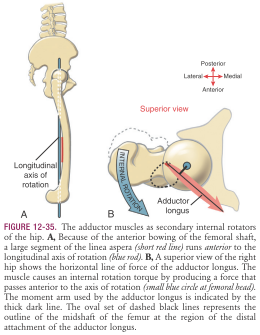 Posterior
Lateral
Medial
Anterior
Superior view
Longitudinal
axis of
rotation
INTERNAL ROTATION
Adductor
longus
A
B
FIGURE 12-35. The adductor muscles as secondary internal rotators
of the hip. A, Because of the anterior bowing of the femoral shaft,
a large segment of the linea aspera (short red line) runs anterior to the
longitudinal axis of rotation (blue rod). B, A superior view of the right
hip shows the horizontal line of force of the adductor longus. The
muscle causes an internal rotation torque by producing a force that
passes anterior to the axis of rotation (small blue circle at femoral head).
The moment arm used by the adductor longus is indicated by the
thick dark line. The oval set of dashed black lines represents the
outline of the midshaft of the femur at the region of the distal
attachment of the adductor longus.